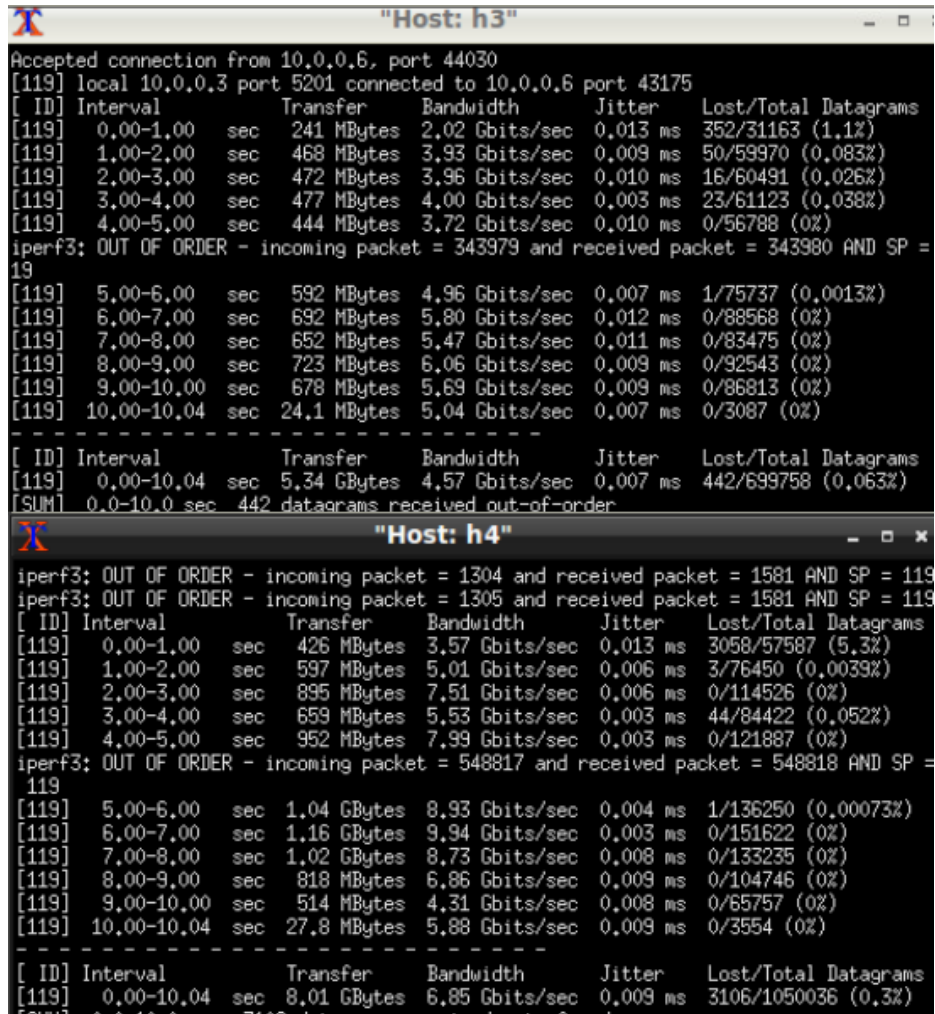 "Host: h3"
Accepted connection from 10.0.0.6, port 44030
[119] local 10.0.0.3 port 5201 connected to 10.0.0.6 port 43175
[ ID] Interval Transfer Bandwidth Jitter Lost/Total Datagrams
[119] 0.00-1.00 sec 241 MBytes 2.02 Gbits/sec 0.013 ms 352/31163 (1.1%)
[119] 1.00-2.00 sec 468 MBytes 3.93 Gbits/sec 0.009 ms 50/59970 (0.083%)
[119] 2.00-3.00 sec 472 MBytes 3.96 Gbits/sec 0.010 ms 16/60491 (0.026%)
[119] 3.00-4.00 sec 477 MBytes 4.00 Gbits/sec 0.003 ms 23/61123 (0.038%)
[119] 4.00-5.00 sec 444 MBytes 3.72 Gbits/sec 0.010 ms 0/56788 (0%)
iperf3: OUT OF ORDER - incoming packet = 343979 and received packet = 343980 AND SP =
19
[119] 5.00-6.00 sec 592 MBytes 4.96 Gbits/sec 0.007 ms 1/75737 (0.0013%)
[119] 6.00-7.00 sec 692 MBytes 5.80 Gbits/sec 0.012 ms 0/88568 (0%)
[119] 7.00-8.00 sec 652 MBytes 5.47 Gbits/sec 0.011 ms 0/83475 (0%)
[119] 8.00-9.00 sec 723 MBytes 6.06 Gbits/sec 0.009 ms 0/92543 (0%)
[119] 9.00-10.00 sec 678 MBytes 5.69 Gbits/sec 0.009 ms 0/86813 (0%)
[119] 10.00-10.04 sec 24.1 MBytes 5.04 Gbits/sec 0.007 ms 0/3087 (0%)
- - - - - - - - - - - - - - - - - - - - - - - - -
[ ID] Interval Transfer Bandwidth Jitter Lost/Total Datagrams
[119] 0.00-10.04 sec 5.34 GBytes 4.57 Gbits/sec 0.007 ms 442/699758 (0.063%)
[SUM] 0.0-10.0 sec 442 datagrams received out-of-order
"Host: h4"
iperf3: OUT OF ORDER - incoming packet = 1304 and received packet = 1581 AND SP = 119
iperf3: OUT OF ORDER - incoming packet = 1305 and received packet = 1581 AND SP = 119
[ ID] Interval Transfer Bandwidth Jitter Lost/Total Datagrams
[119] 0.00-1.00 sec 426 MBytes 3.57 Gbits/sec 0.013 ms 3058/57587 (5.3%)
[119] 1.00-2.00 sec 597 MBytes 5.01 Gbits/sec 0.006 ms 3/76450 (0.0039%)
[119] 2.00-3.00 sec 895 MBytes 7.51 Gbits/sec 0.006 ms 0/114526 (0%)
[119] 3.00-4.00 sec 659 MBytes 5.53 Gbits/sec 0.003 ms 44/84422 (0.052%)
[119] 4.00-5.00 sec 952 MBytes 7.99 Gbits/sec 0.003 ms 0/121887 (0%)
iperf3: OUT OF ORDER - incoming packet = 548817 and received packet = 548818 AND SP =
119
[119] 5.00-6.00 sec 1.04 GBytes 8.93 Gbits/sec 0.004 ms 1/136250 (0.00073%)
[119] 6.00-7.00 sec 1.16 GBytes 9.94 Gbits/sec 0.003 ms 0/151622 (0%)
[119] 7.00-8.00 sec 1.02 GBytes 8.73 Gbits/sec 0.008 ms 0/133235 (0%)
[119] 8.00-9.00 sec 818 MBytes 6.86 Gbits/sec 0.009 ms 0/104746 (0%)
[119] 9.00-10.00 sec 514 MBytes 4.31 Gbits/sec 0.008 ms 0/65757 (0%)
[119] 10.00-10.04 sec 27.8 MBytes 5.88 Gbits/sec 0.009 ms 0/3554 (0%)
- - - - - - - - - - - - - - - - - - - - - - - - -
[ ID] Interval Transfer Bandwidth Jitter Lost/Total Datagrams
[119] 0.00-10.04 sec 8.01 GBytes 6.85 Gbits/sec 0.009 ms 3106/1050036 (0.3%)